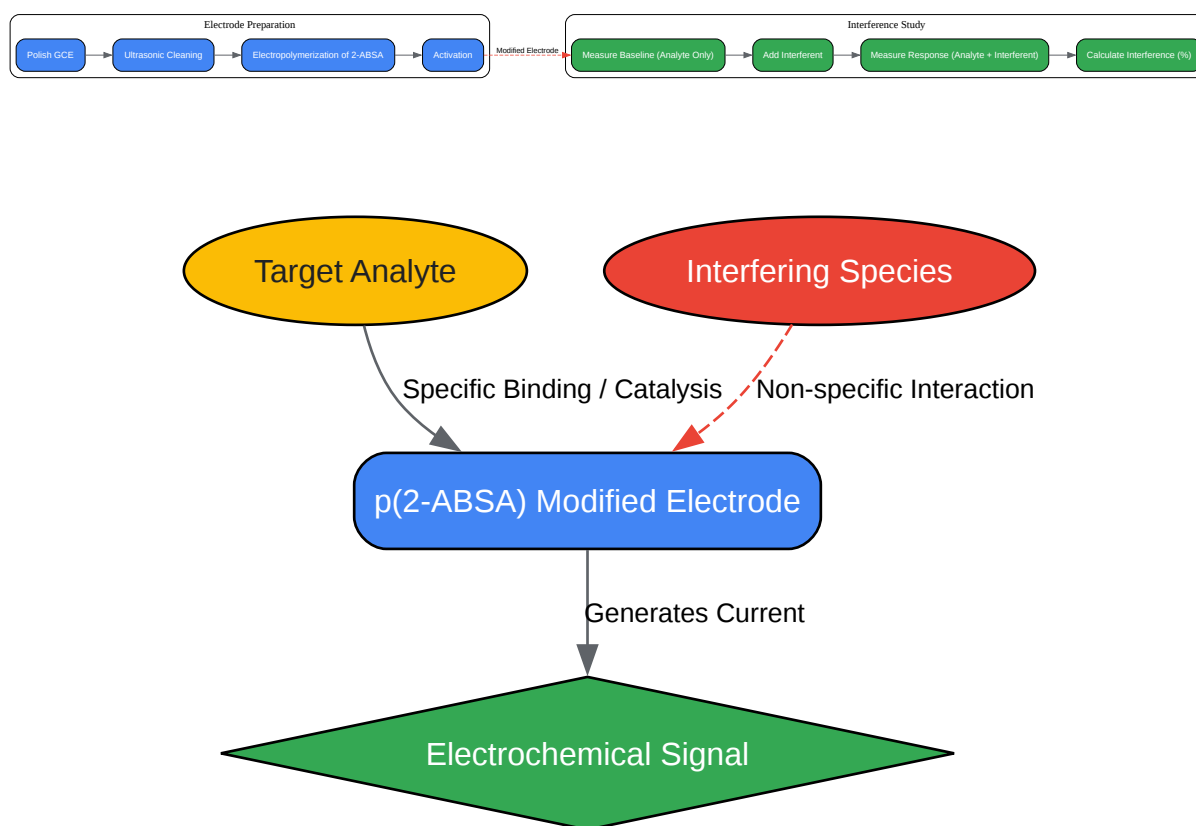 Electrode Preparation
Interference Study
Polish GCE
Ultrasonic Cleaning
Electropolymerization of 2-ABSA
Activation
Modified Electrode
Measure Baseline (Analyte Only)
Add Interferent
Measure Response (Analyte + Interferent)
Calculate Interference (%)
Target Analyte
Interfering Species
Specific Binding / Catalysis
Non-specific Interaction
p(2-ABSA) Modified Electrode
Generates Current
Electrochemical Signal